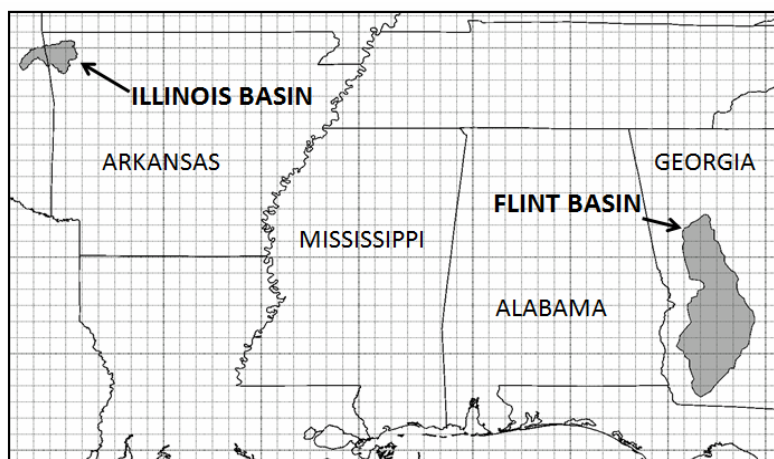 ILLINOIS BASIN
ARKANSAS
GEORGIA
FLINT BASIN
MISSISSIPPI
ALABAMA